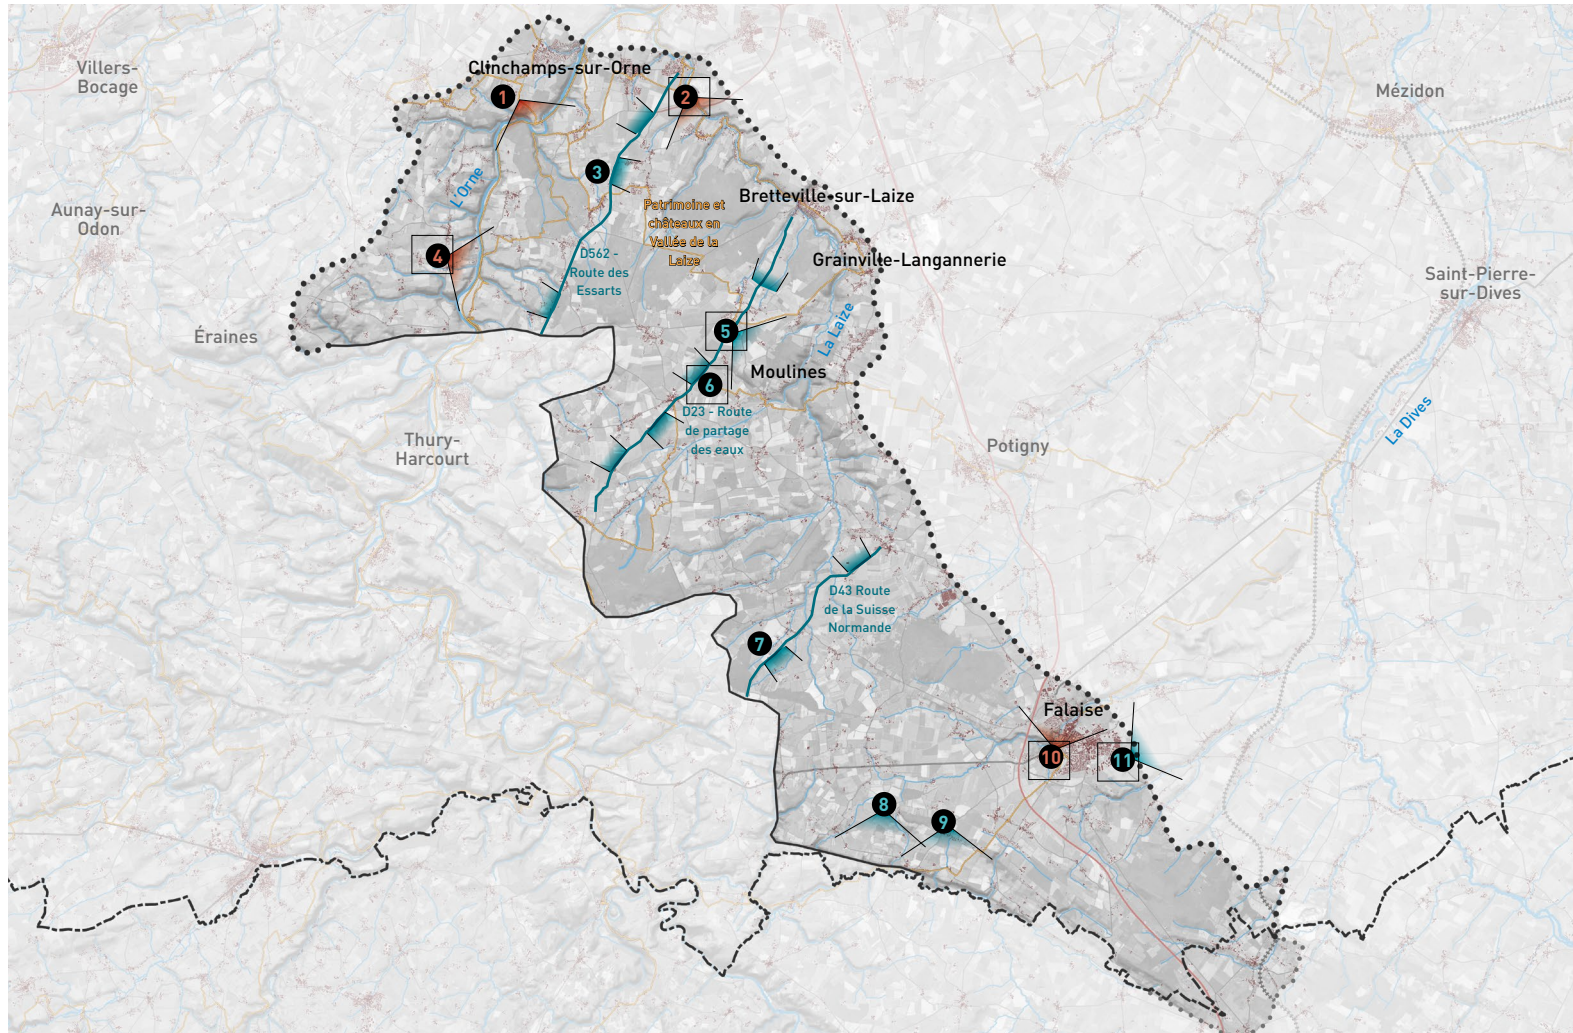 Villers-
Bocage
Clinchamps-sur-Orne
Mézidon
1
2
3
L'Orne
Aunay-sur-
Odon
Patrimoine et
châteaux en
Vallée de la
Laize
Bretteville-sur-Laize
4
D562 -
Route des
Essarts
Grainville-Langannerie
Saint-Pierre-
sur-Dives
Éraines
5
La Laize
6
Moulines
D23 - Route
de partage
des eaux
Thury-
Harcourt
Potigny
La Dives
D43 Route
de la Suisse
Normande
7
Falaise
10
11
8
9